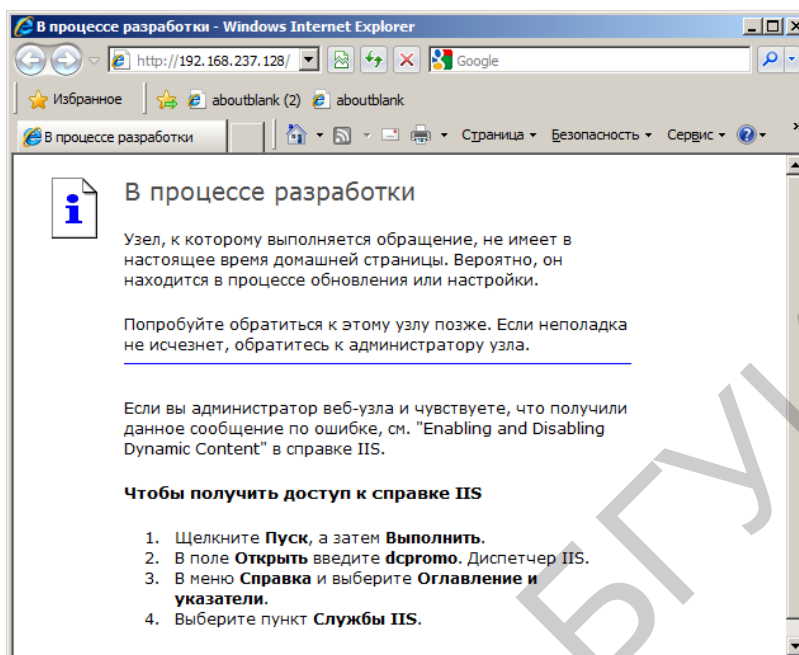 В процессе разработки - Windows Internet Explorer
http://192.168.237.128/
Google
Избранное
aboutblank (2)
aboutblank
В процессе разработки
Страница
Безопасность
Сервис
»
В процессе разработки
Узел, к которому выполняется обращение, не имеет в
настоящее время домашней страницы. Вероятно, он
находится в процессе обновления или настройки.
Попробуйте обратиться к этому узлу позже. Если неполадка
не исчезнет, обратитесь к администратору узла.
Если вы администратор веб-узла и чувствуете, что получили
данное сообщение по ошибке, см. "Enabling and Disabling
Dynamic Content" в справке IIS.
Чтобы получить доступ к справке IIS
1. Щелкните Пуск, а затем Выполнить.
2. В поле Открыть введите dcpromo. Диспетчер IIS.
3. В меню Справка и выберите Оглавление и
указатели.
4. Выберите пункт Службы IIS.